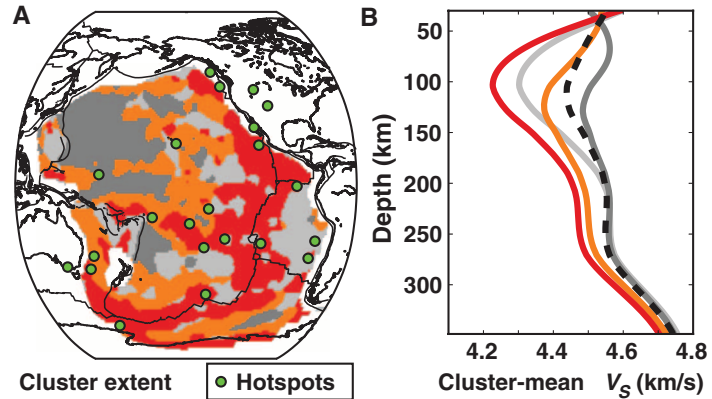 A
Cluster extent
Hotspots
B
Depth (km)
50
100
150
200
250
300
4.2 4.4 4.6 4.8
Cluster-mean V_S (km/s)